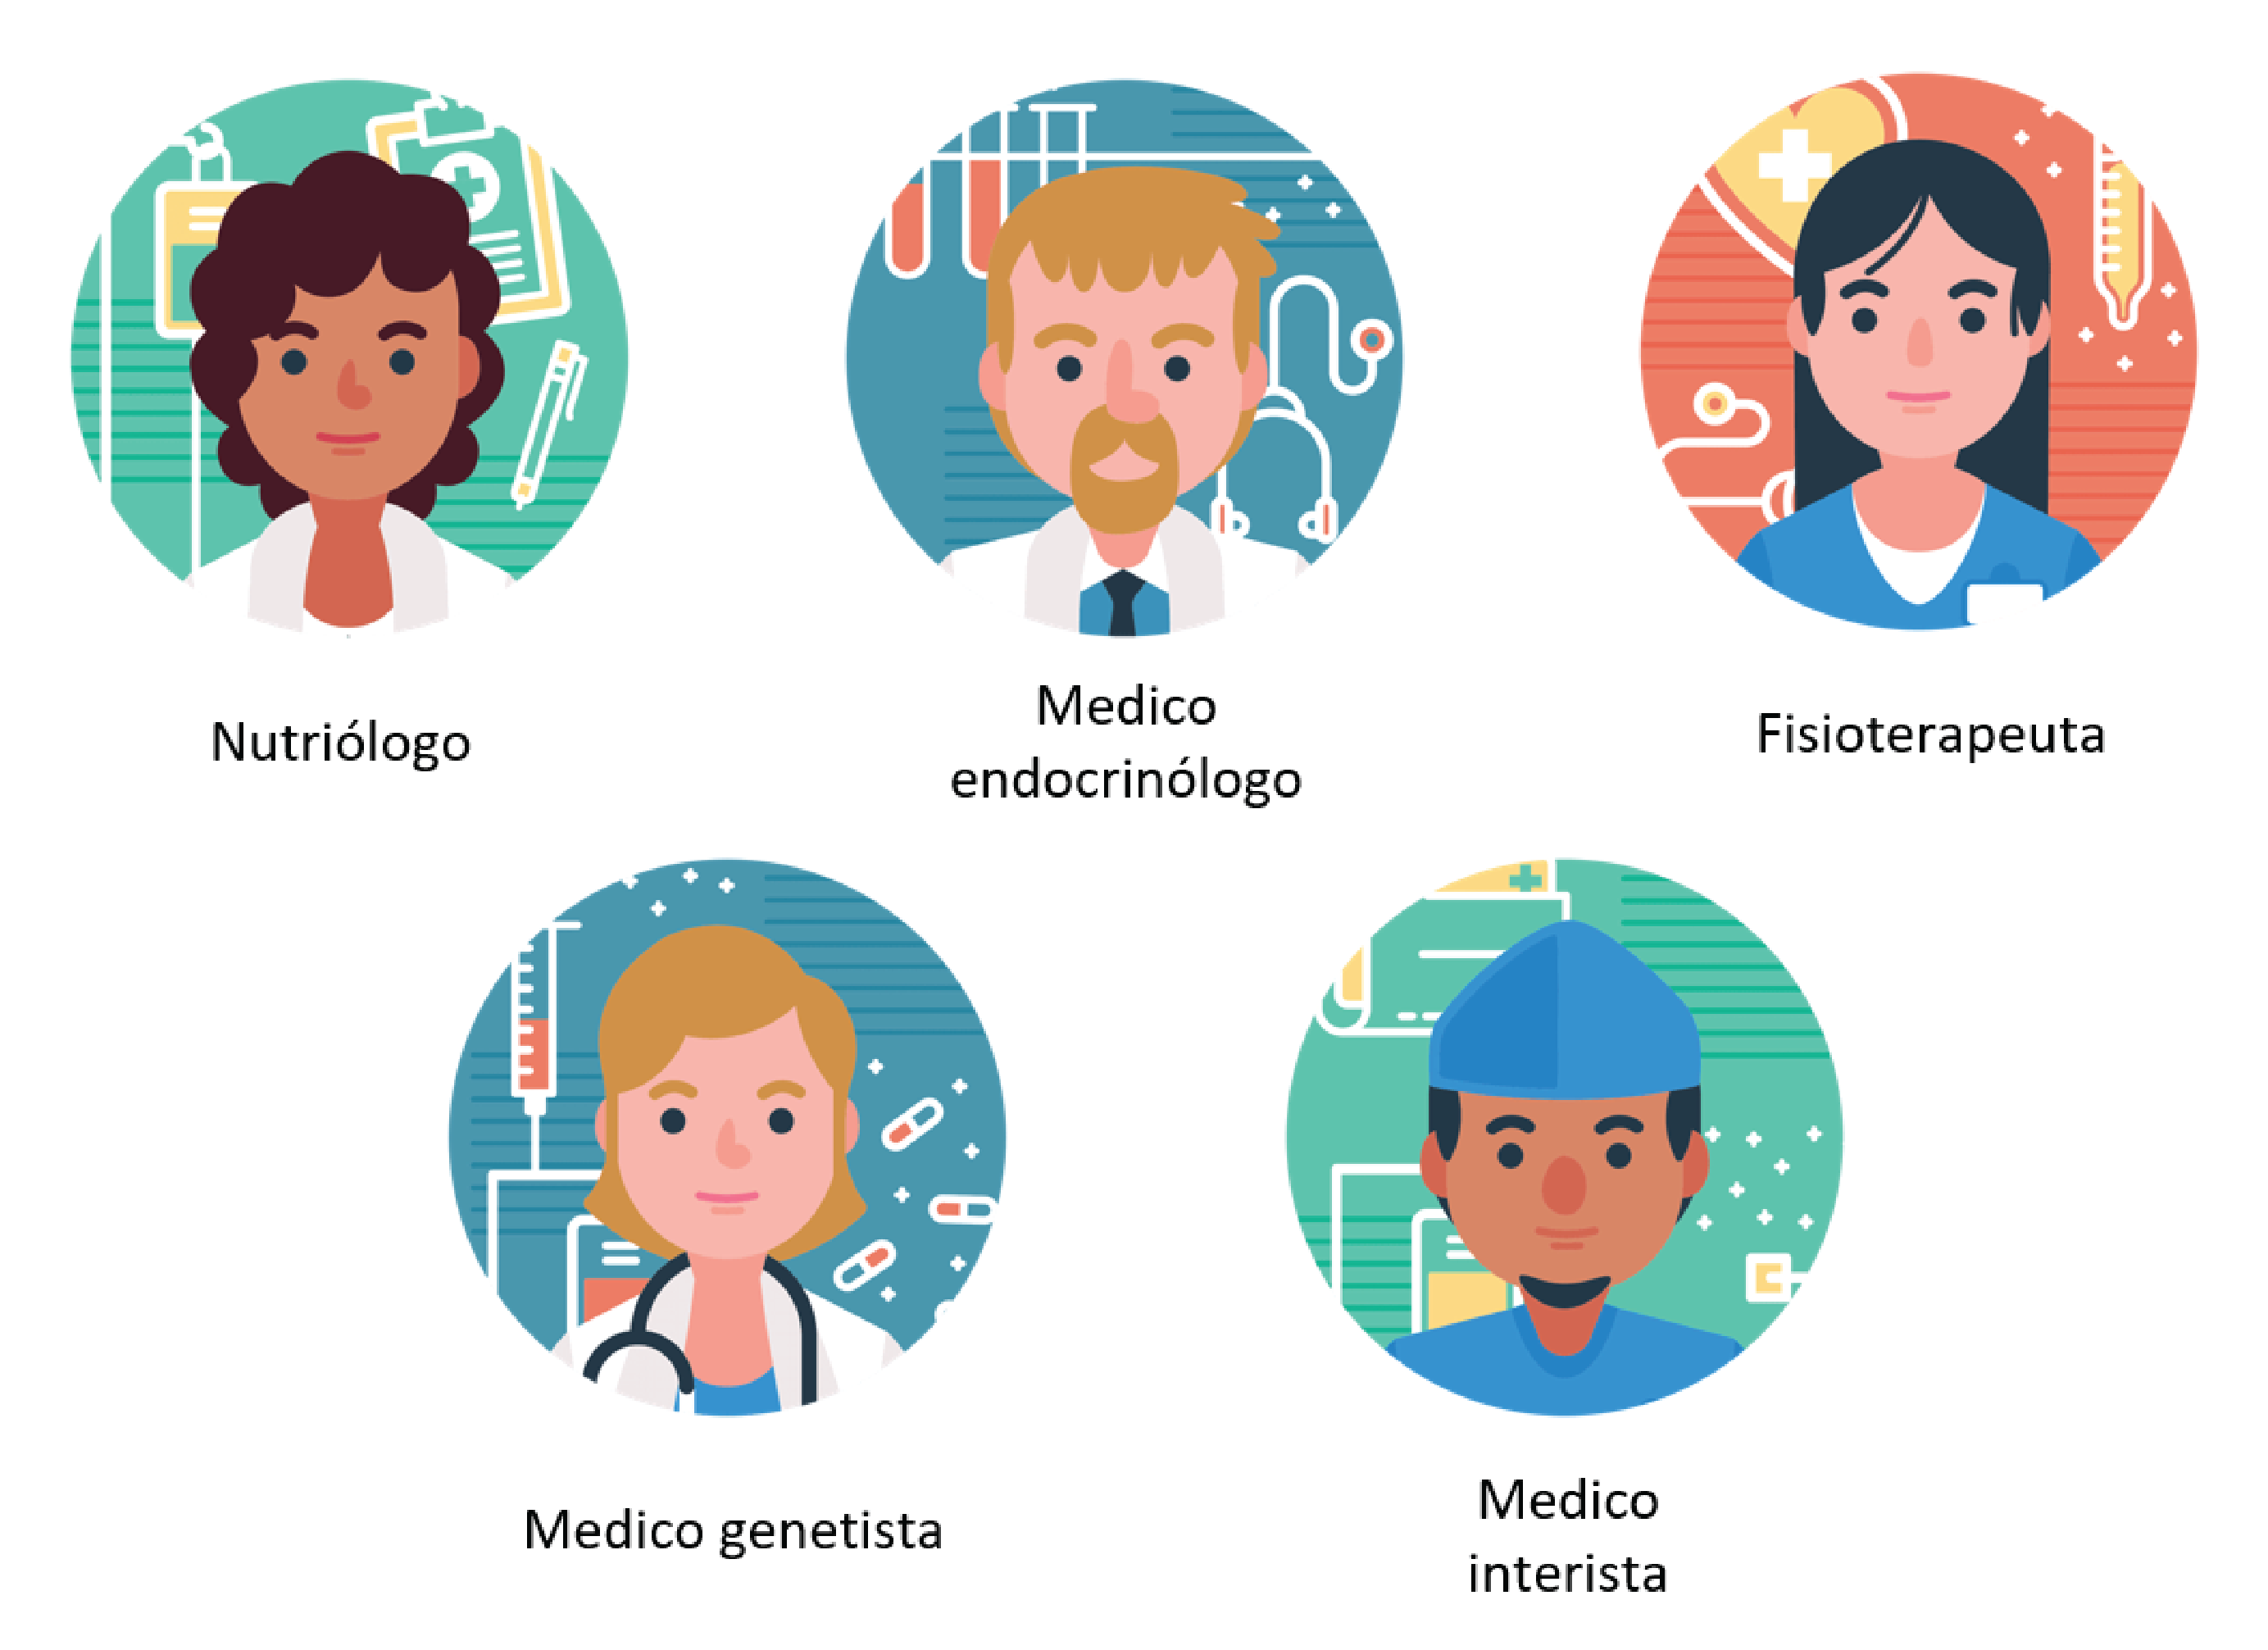 Nutriólogo
Medico
endocrinólogo
Fisioterapeuta
Medico genetista
Medico
interista